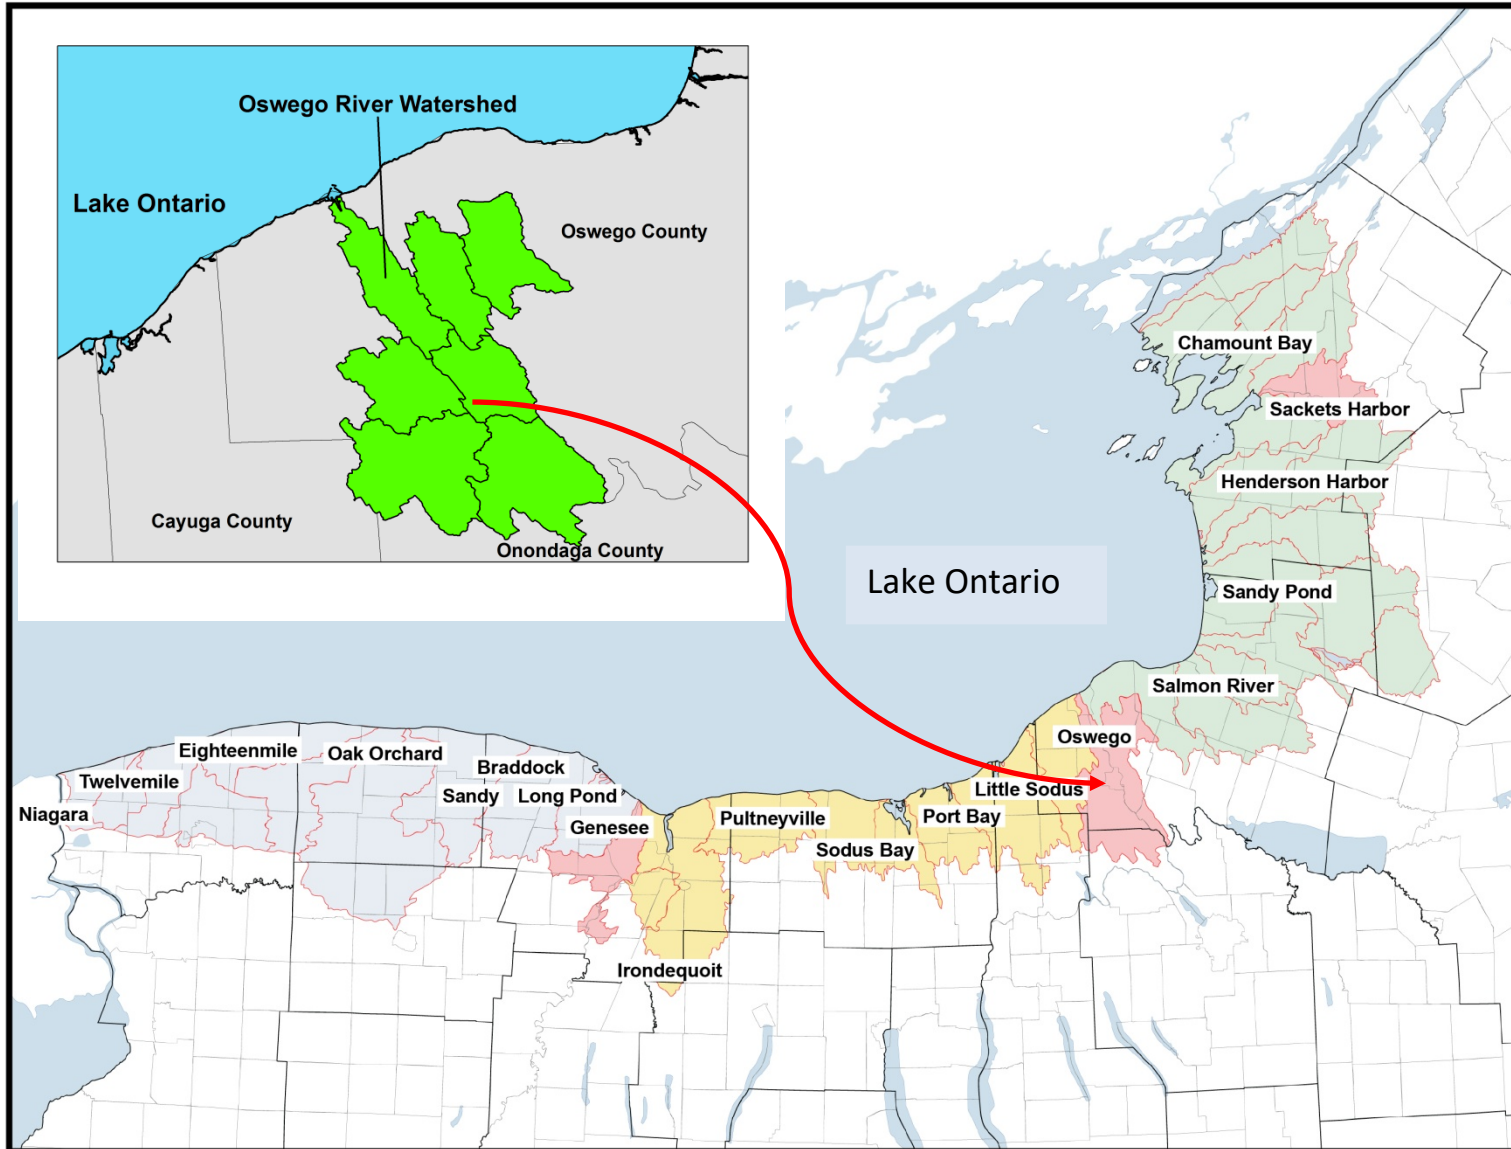 Oswego River Watershed
Lake Ontario
Oswego County
Cayuga County
Onondaga County
Lake Ontario
Chamount Bay
Sackets Harbor
Henderson Harbor
Sandy Pond
Salmon River
Oswego
Little Sodus
Port Bay
Sodus Bay
Pultneyville
Irondequoit
Genesee
Long Pond
Braddock
Sandy
Oak Orchard
Eighteenmile
Twelvemile
Niagara